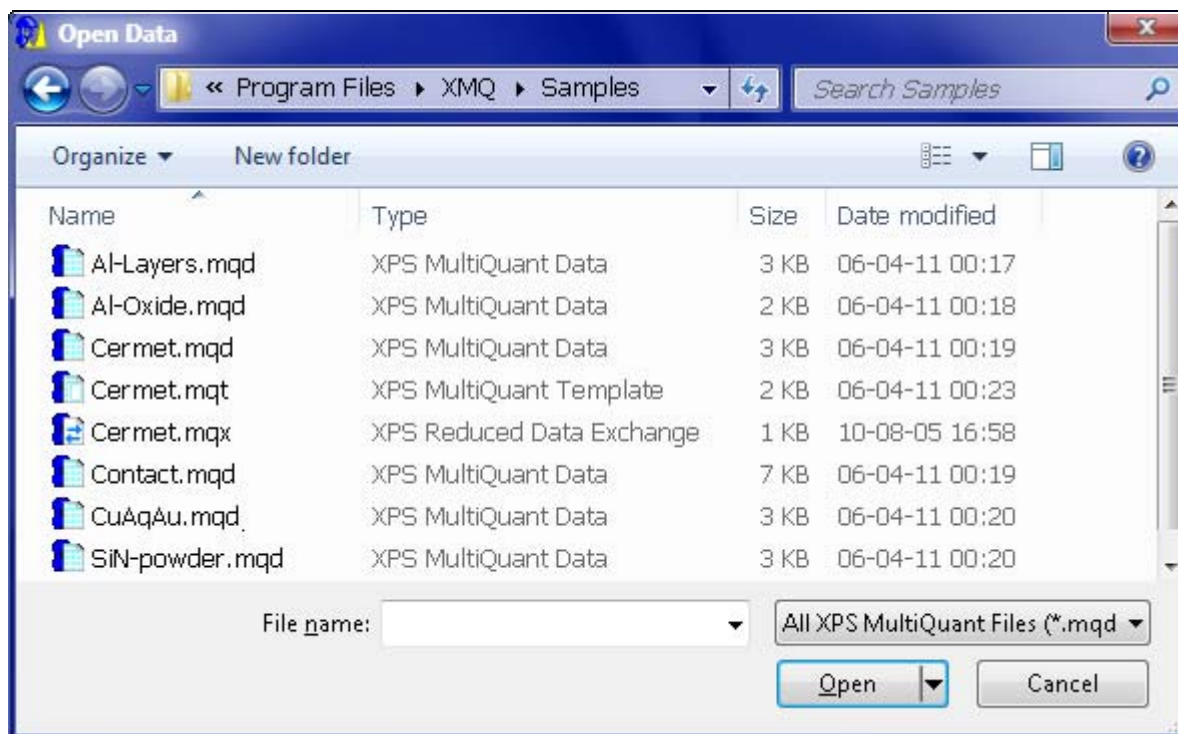 Open Data
« Program Files ▸ XMQ ▸ Samples Search Samples
Organize New folder
Name Type Size Date modified
Al-Layers.mqd XPS MultiQuant Data 3 KB 06-04-11 00:17
Al-Oxide.mqd XPS MultiQuant Data 2 KB 06-04-11 00:18
Cermet.mqd XPS MultiQuant Data 3 KB 06-04-11 00:19
Cermet.mqt XPS MultiQuant Template 2 KB 06-04-11 00:23
Cermet.mqx XPS Reduced Data Exchange 1 KB 10-08-05 16:58
Contact.mqd XPS MultiQuant Data 7 KB 06-04-11 00:19
CuAqAu.mqd XPS MultiQuant Data 3 KB 06-04-11 00:20
SiN-powder.mqd XPS MultiQuant Data 3 KB 06-04-11 00:20
File name: All XPS MultiQuant Files (*.mqd
Open Cancel